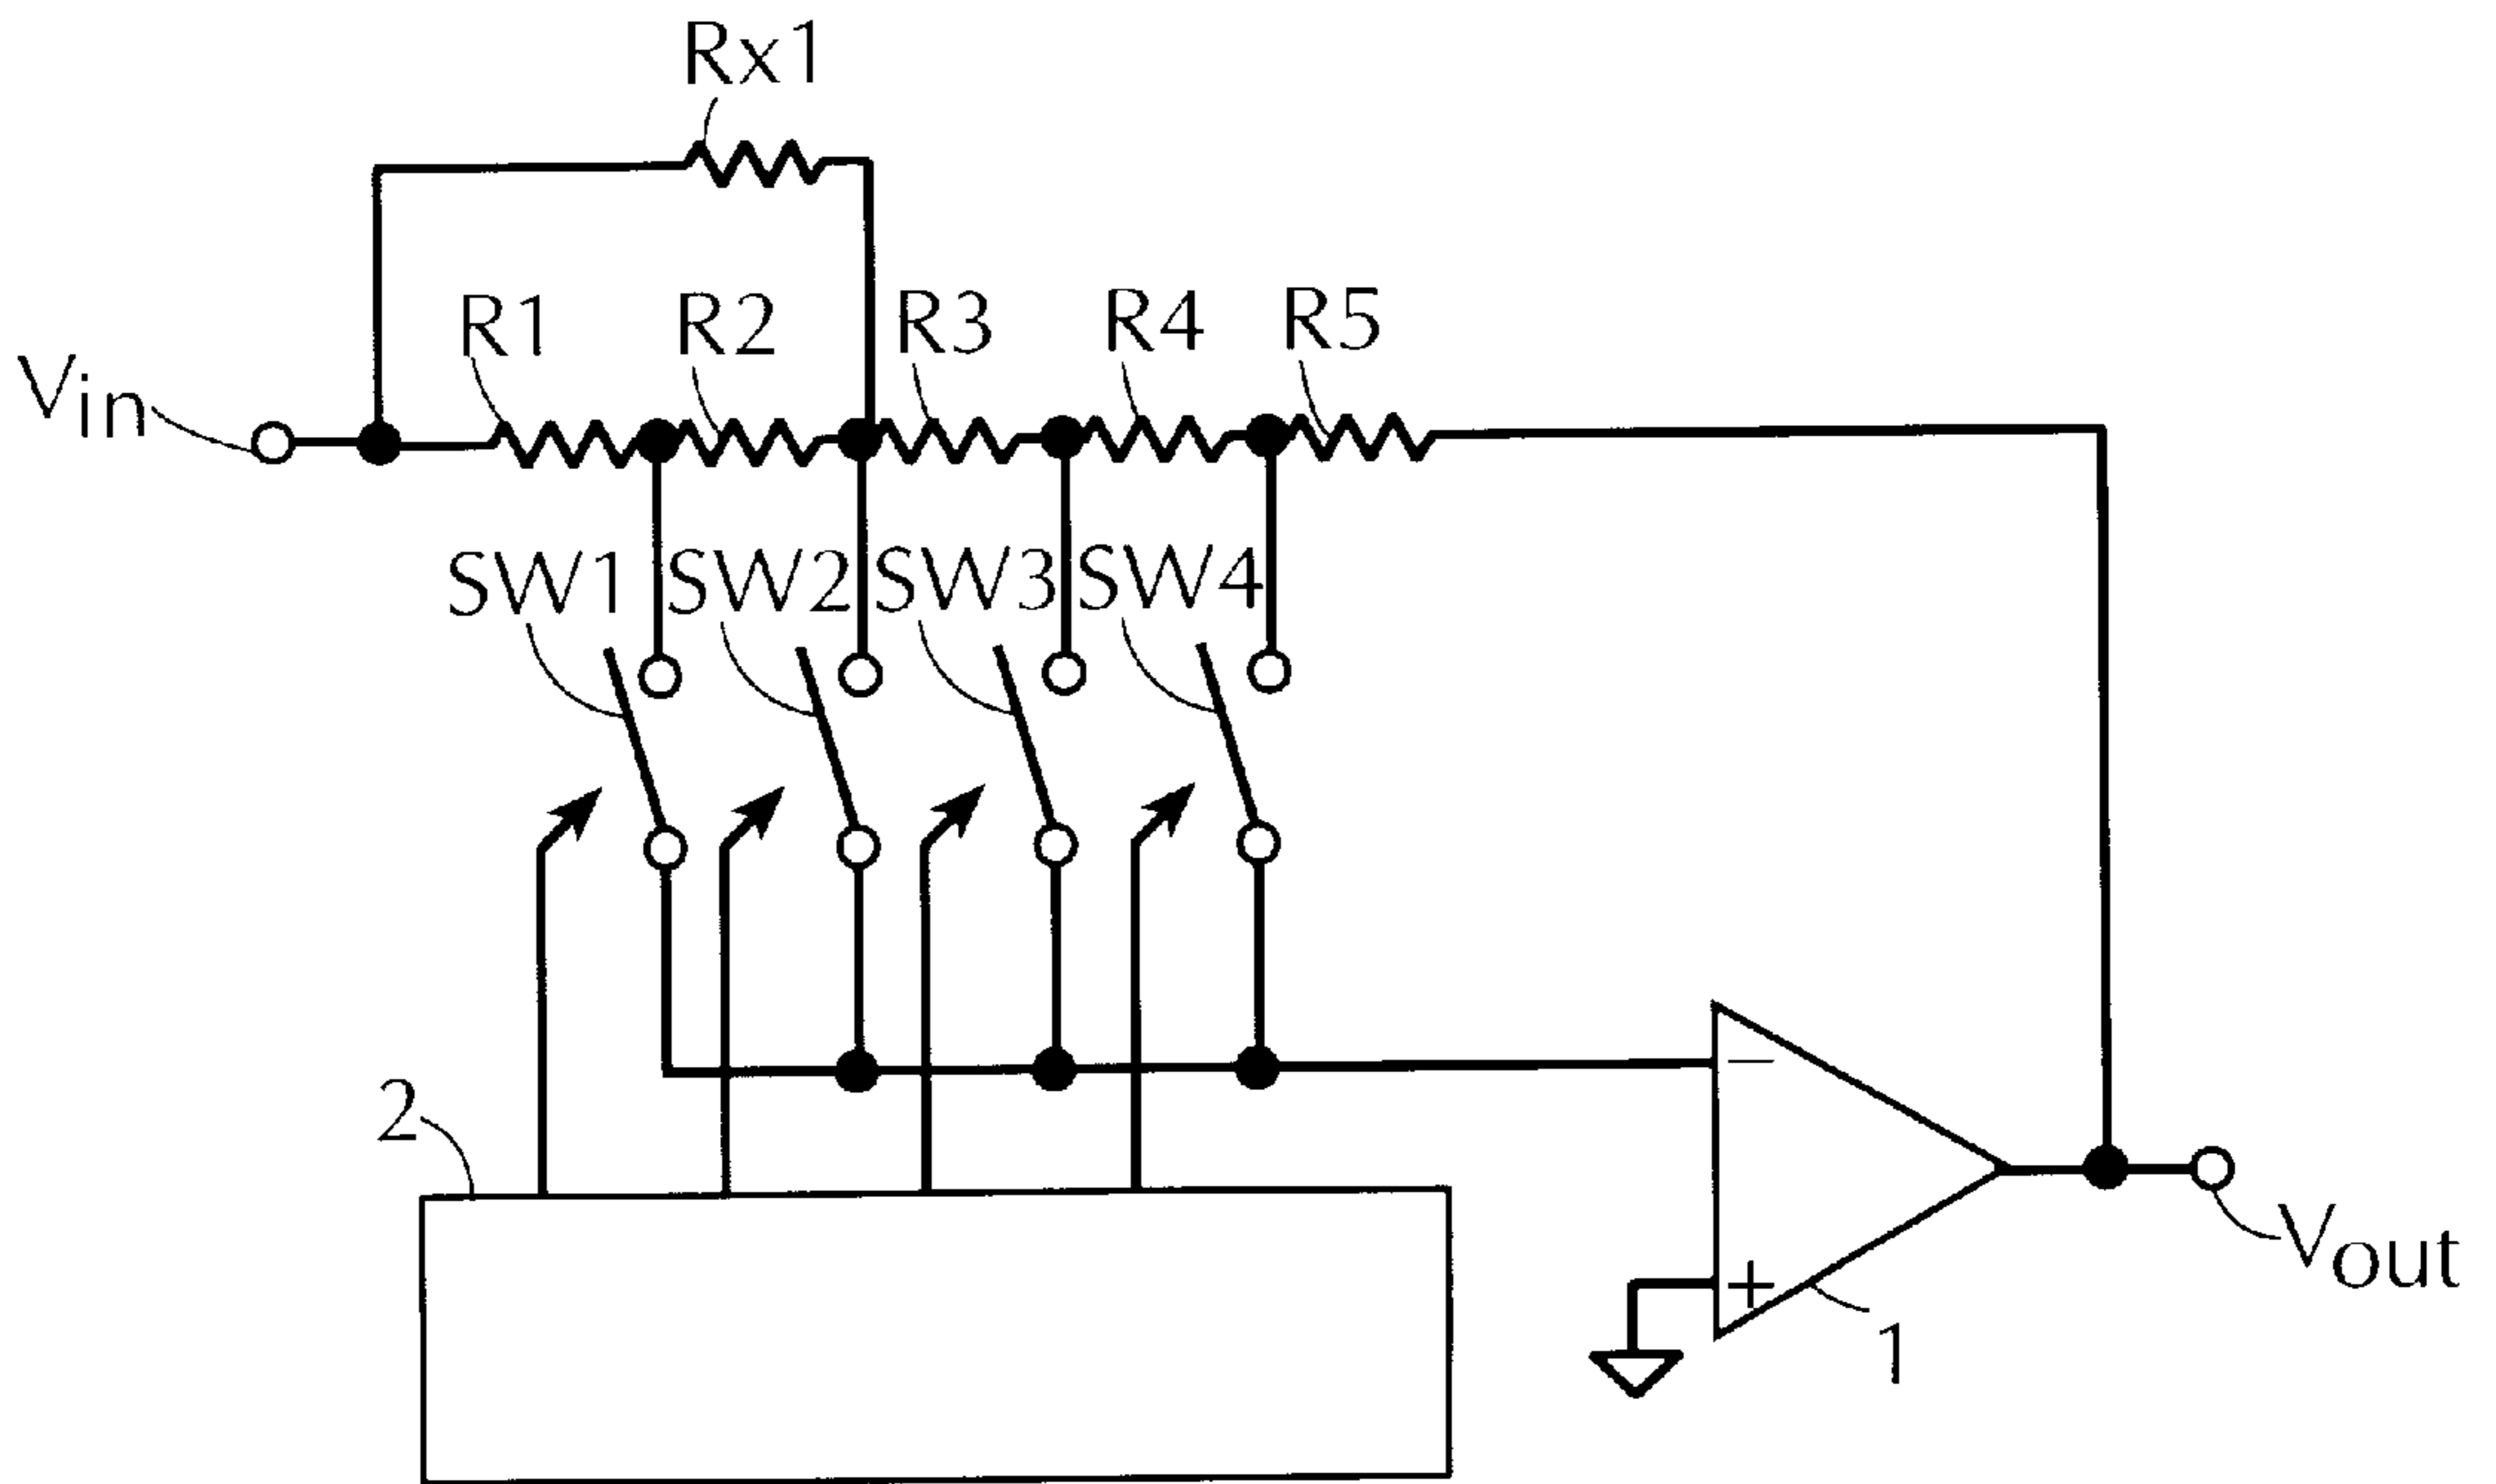 Rx1
R1 R2 R3 R4 R5
Vin
SW1 SW2 SW3 SW4
−
2
+
Vout
1